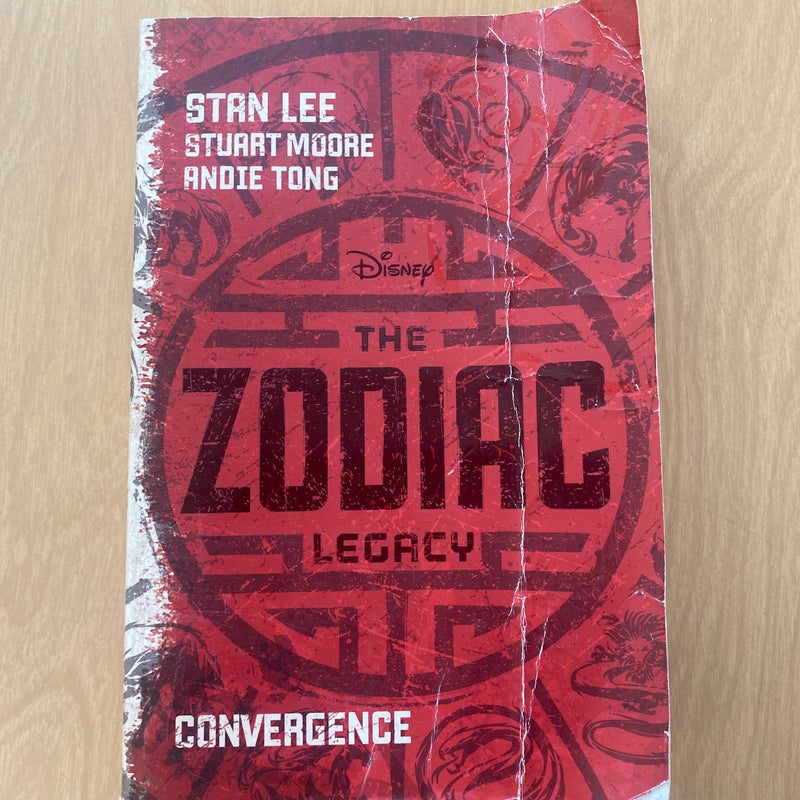 STAN LEE
STUART MOORE
ANDIE TONG
Disney
THE
ZODIAC
LEGACY
CONVERGENCE